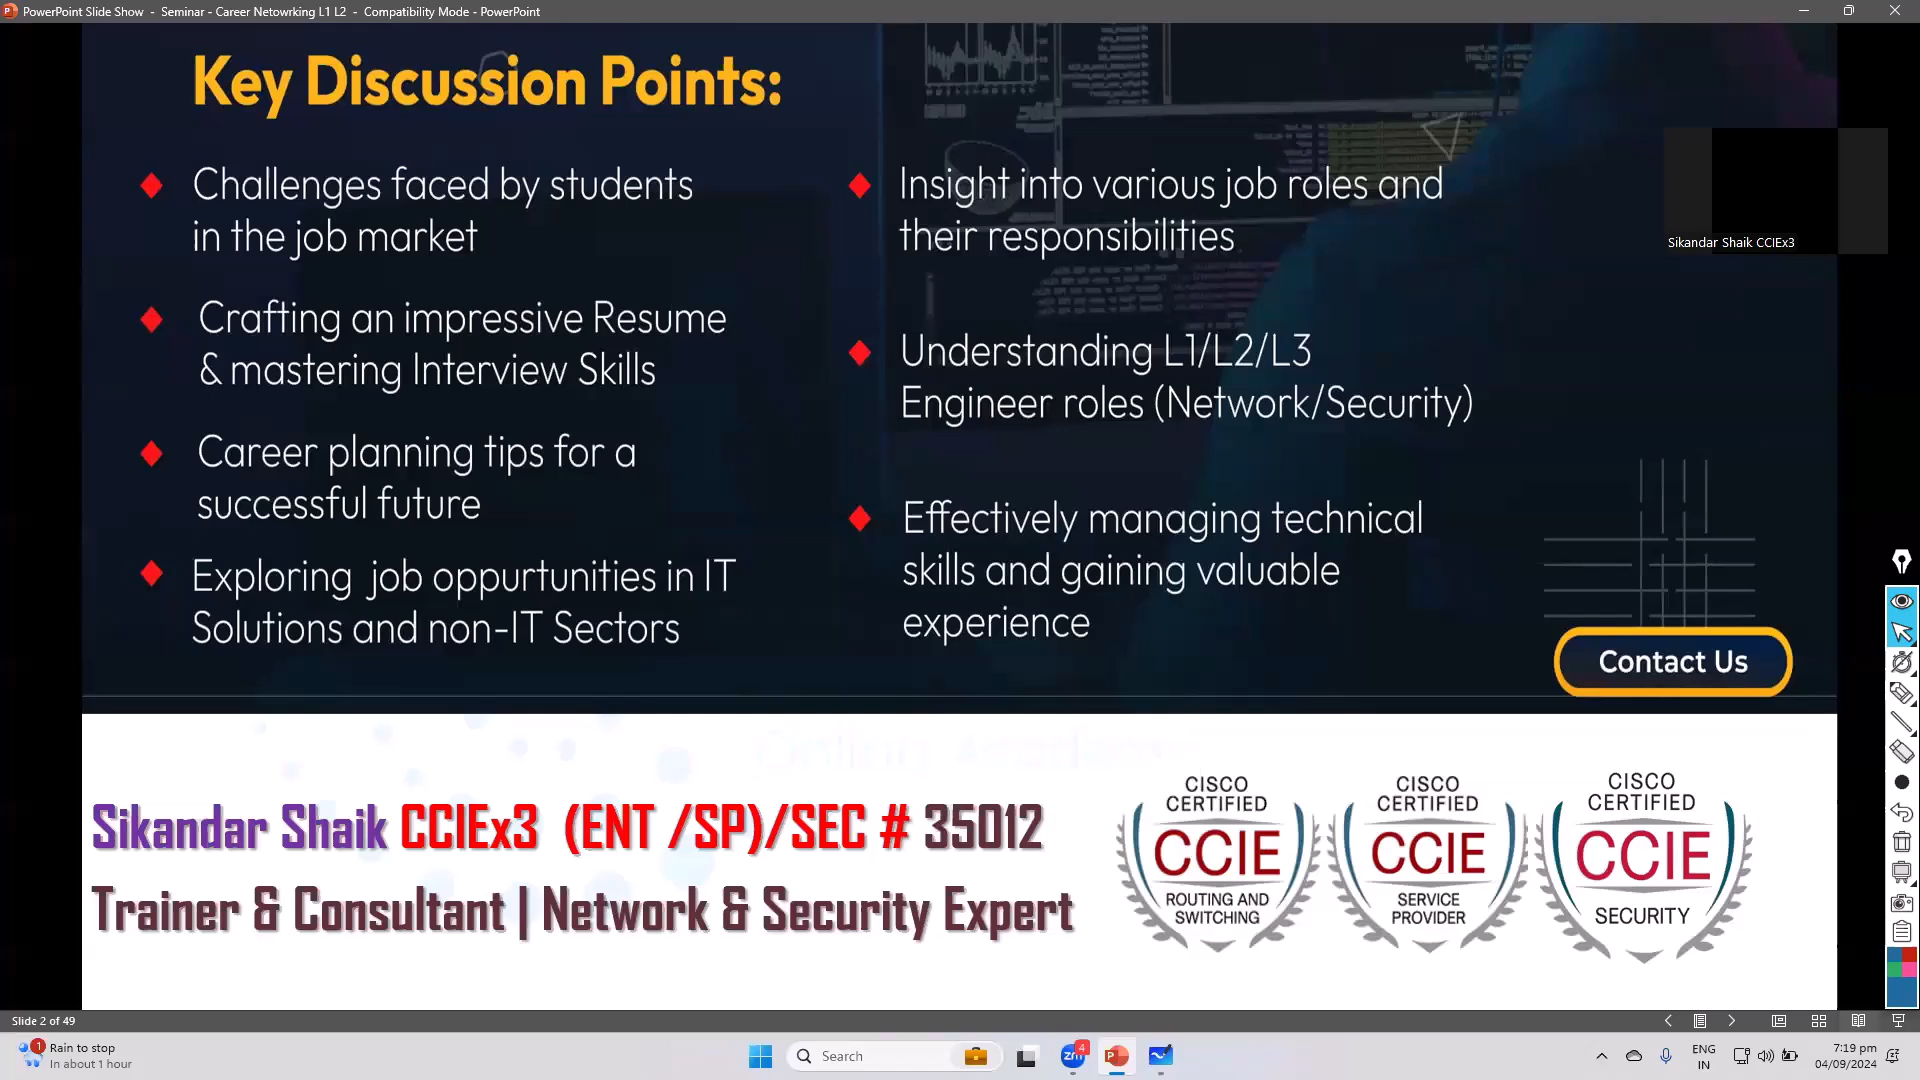 PowerPoint Slide Show - Seminar - Career Netowrking L1 L2 - Compatibility Mode - PowerPoint
Key Discussion Points:
Challenges faced by students
in the job market
Crafting an impressive Resume
& mastering Interview Skills
Career planning tips for a
successful future
Exploring job oppurtunities in IT
Solutions and non-IT Sectors
Insight into various job roles and
their responsibilities
Understanding L1/L2/L3
Engineer roles (Network/Security)
Effectively managing technical
skills and gaining valuable
experience
Sikandar Shaik CCIEx3
Contact Us
Sikandar Shaik CCIEx3 (ENT /SP)/SEC # 35012
Trainer & Consultant | Network & Security Expert
CISCO
CERTIFIED
CCIE
ROUTING AND
SWITCHING
CISCO
CERTIFIED
CCIE
SERVICE
PROVIDER
CISCO
CERTIFIED
CCIE
SECURITY
Slide 2 of 49
1
Rain to stop
In about 1 hour
Search
zm
4
ENG
IN
7:19 pm
04/09/2024